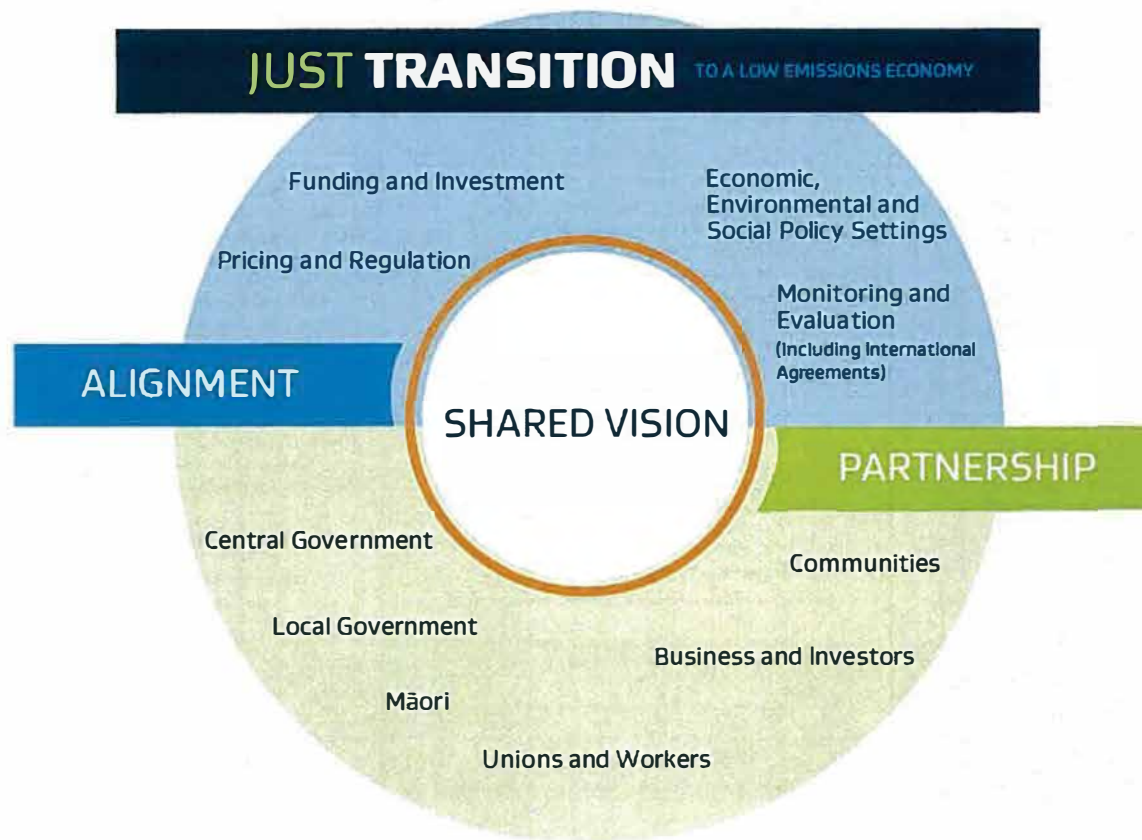 JUST TRANSITION TO A LOW EMISSIONS ECONOMY
Funding and Investment
Economic,
Environmental and
Social Policy Settings
Pricing and Regulation
Monitoring and
Evaluation
(Including International
Agreements)
ALIGNMENT
SHARED VISION
PARTNERSHIP
Central Government
Communities
Local Government
Business and Investors
Māori
Unions and Workers